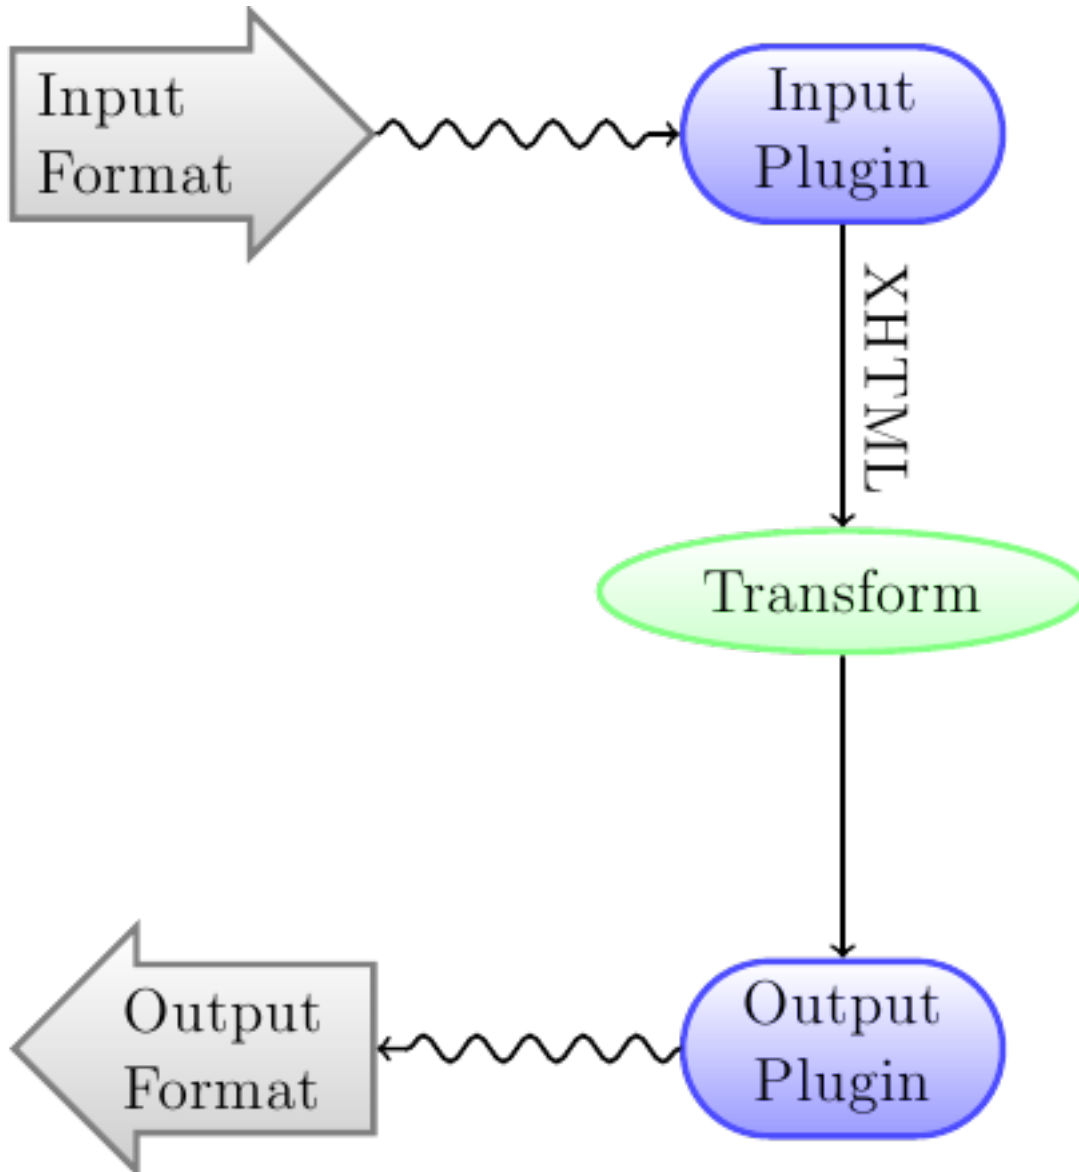 Input
Format
Input
Plugin
XHTML
Transform
Output
Format
Output
Plugin